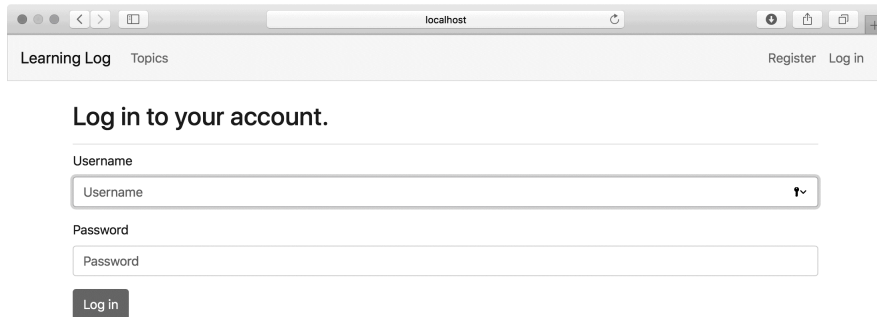 localhost
Learning Log Topics Register Log in
Log in to your account.
Username
Username
Password
Password
Log in